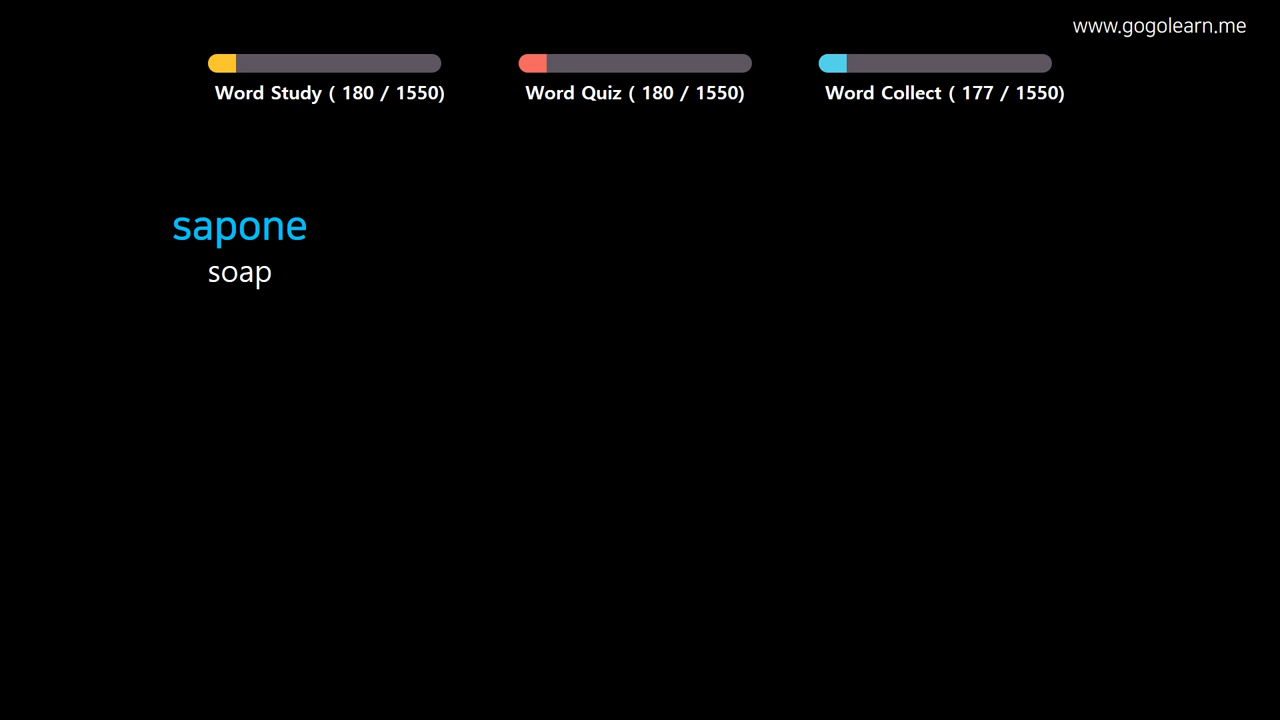 www.gogolearn.me
Word Study ( 180 / 1550)
Word Quiz ( 180 / 1550)
Word Collect ( 177 / 1550)
sapone
soap